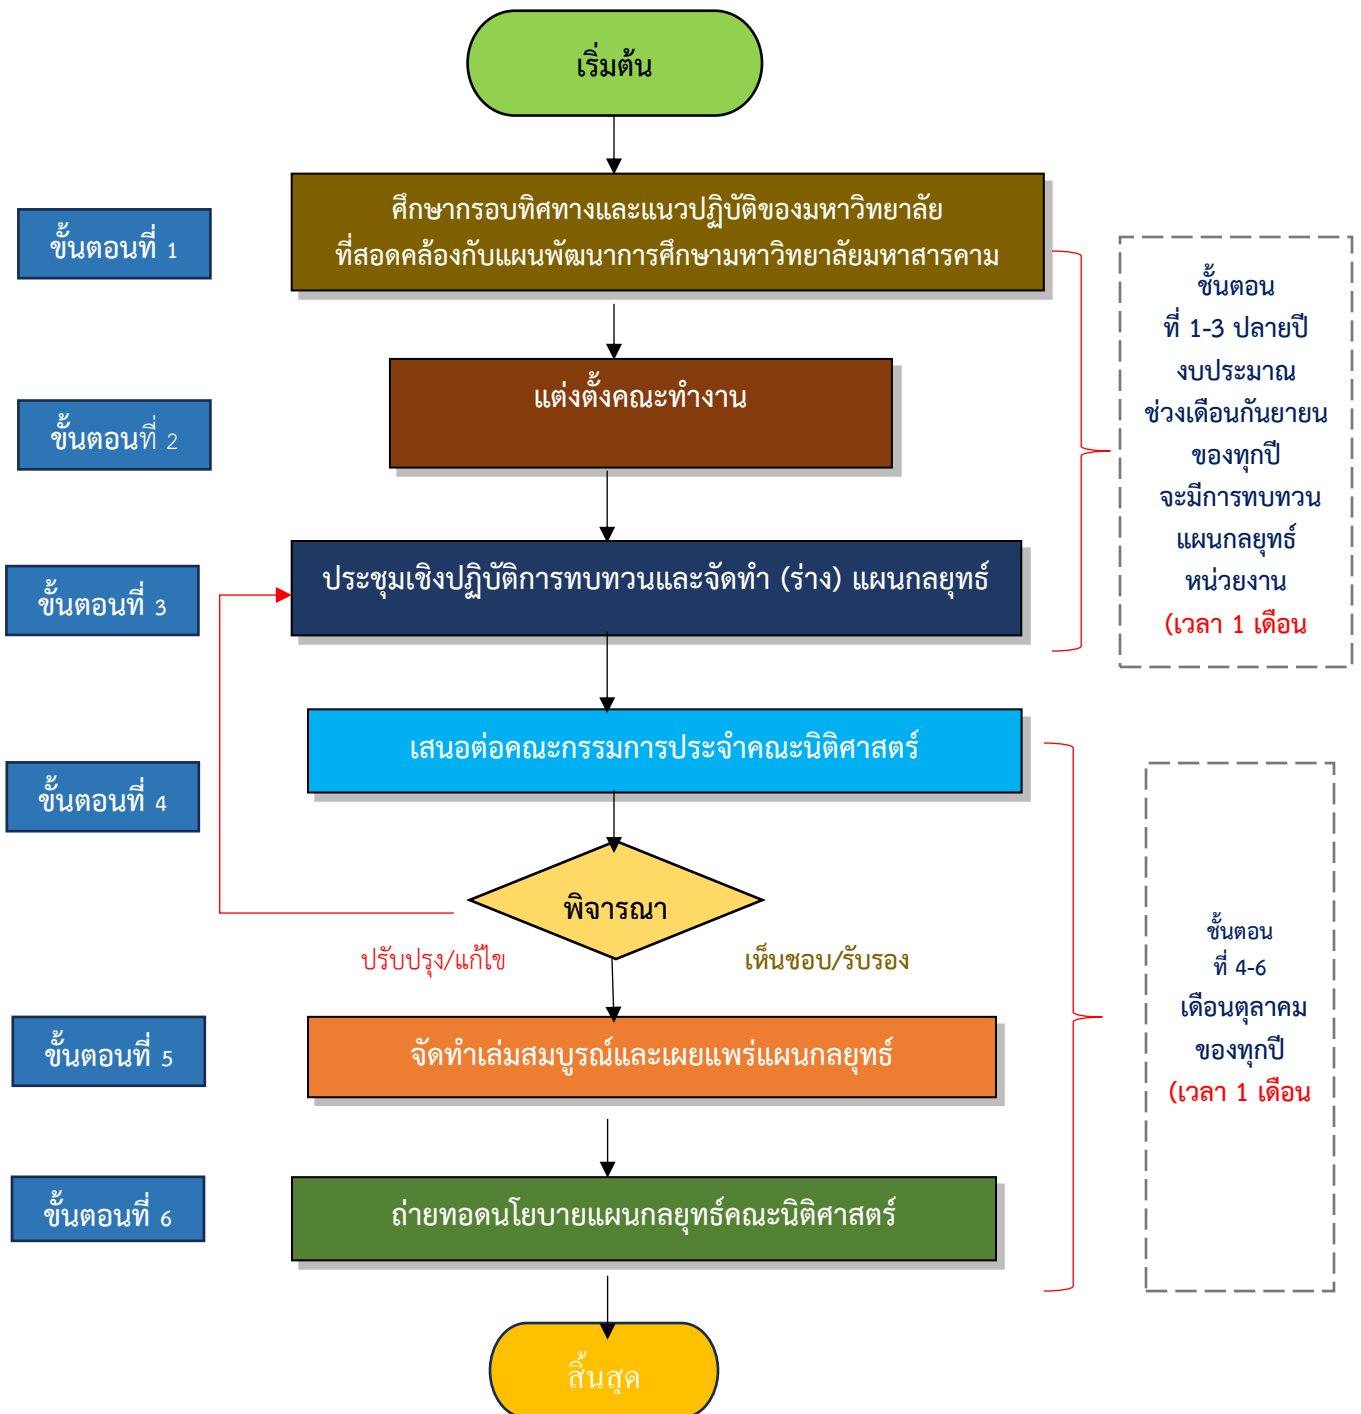 เริ่มต้น
ขั้นตอนที่ 1
ศึกษากรอบทิศทางและแนวปฏิบัติของมหาวิทยาลัย
ที่สอดคล้องกับแผนพัฒนาการศึกษามหาวิทยาลัยมหาสารคาม
ขั้นตอนที่ 2
แต่งตั้งคณะทำงาน
ขั้นตอนที่ 3
ประชุมเชิงปฏิบัติการทบทวนและจัดทำ (ร่าง) แผนกลยุทธ์
ชั้นตอน
ที่ 1-3 ปลายปี
งบประมาณ
ช่วงเดือนกันยายน
ของทุกปี
จะมีการทบทวน
แผนกลยุทธ์
หน่วยงาน
(เวลา 1 เดือน
ขั้นตอนที่ 4
เสนอต่อคณะกรรมการประจำคณะนิติศาสตร์
พิจารณา
ปรับปรุง/แก้ไข
เห็นชอบ/รับรอง
ขั้นตอนที่ 5
จัดทำเล่มสมบูรณ์และเผยแพร่แผนกลยุทธ์
ชั้นตอน
ที่ 4-6
เดือนตุลาคม
ของทุกปี
(เวลา 1 เดือน
ขั้นตอนที่ 6
ถ่ายทอดนโยบายแผนกลยุทธ์คณะนิติศาสตร์
สิ้นสุด